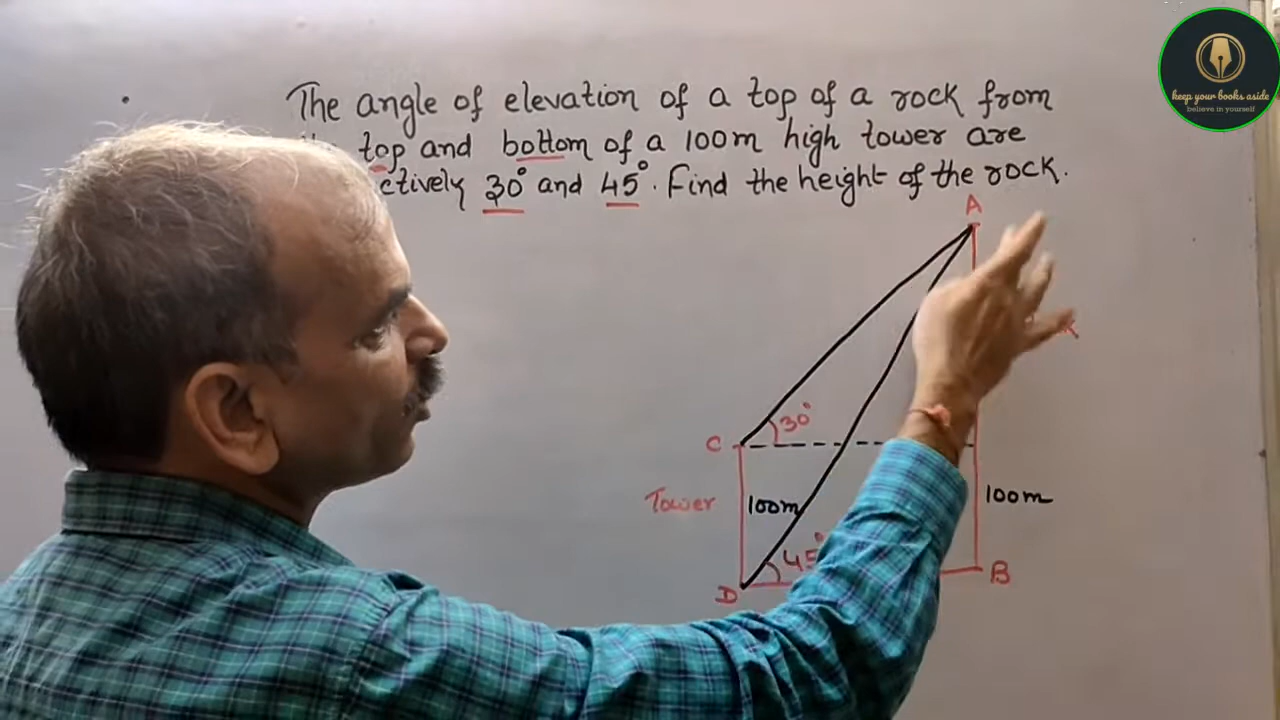 The angle of elevation of a top of a rock from
top and bottom of a 100m high tower are
ctively 30° and 45°. Find the height of the rock.
A
30°
C
Tower
100m
100m
45°
D
B
keep your books aside
believe in yourself